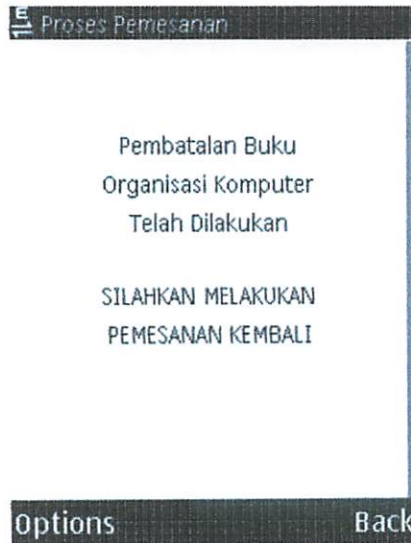 E
Proses Pemesanan
Pembatalan Buku
Organisasi Komputer
Telah Dilakukan
SILAHKAN MELAKUKAN
PEMESANAN KEMBALI
Options Back